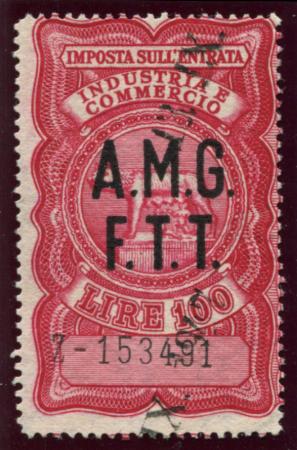 IMPOSTA SULL'ENTRATA
INDUSTRIA E
COMMERCIO
A.M.G.
F.T.T.
LIRE 100
Z-153491